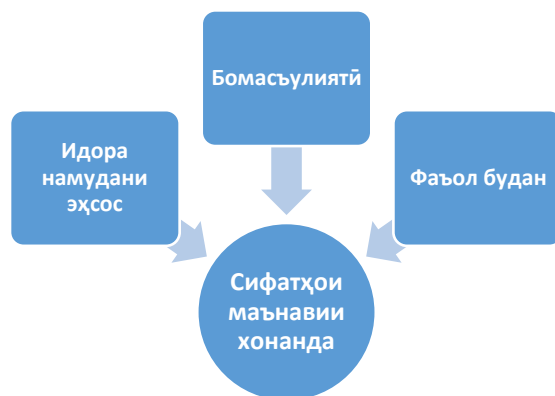 Бомасъулиятӣ
Идора
намудани
эҳсос
Фаъол будан
Сифатҳои
маънавии
хонанда